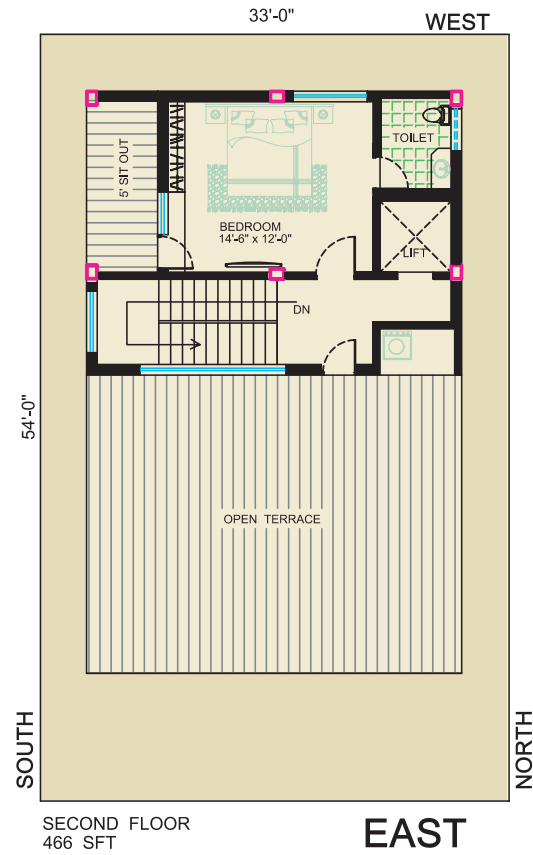 33'-0"
WEST
TOILET
5' SIT OUT
BEDROOM
14'-6" x 12'-0"
LIFT
DN
54'-0"
OPEN TERRACE
SOUTH
NORTH
SECOND FLOOR
466 SFT
EAST